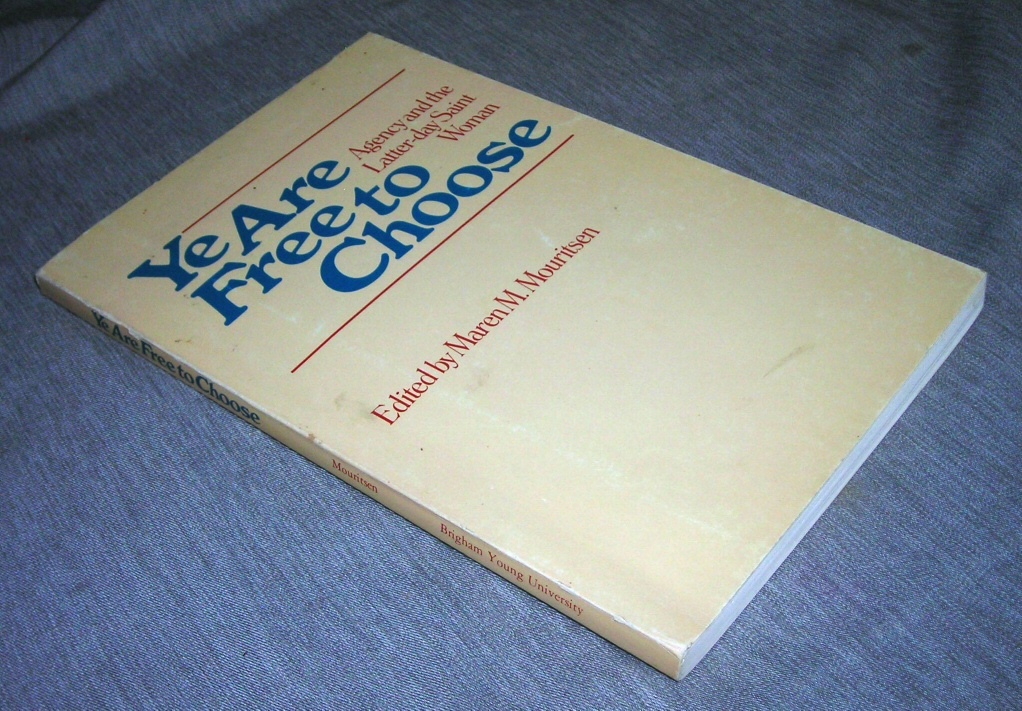 Ye Are
Free to
Choose
Agency and the
Latter-day Saint
Woman
Edited by Maren M. Mouritsen
Ye Are Free to Choose
Mouritsen
Brigham Young University